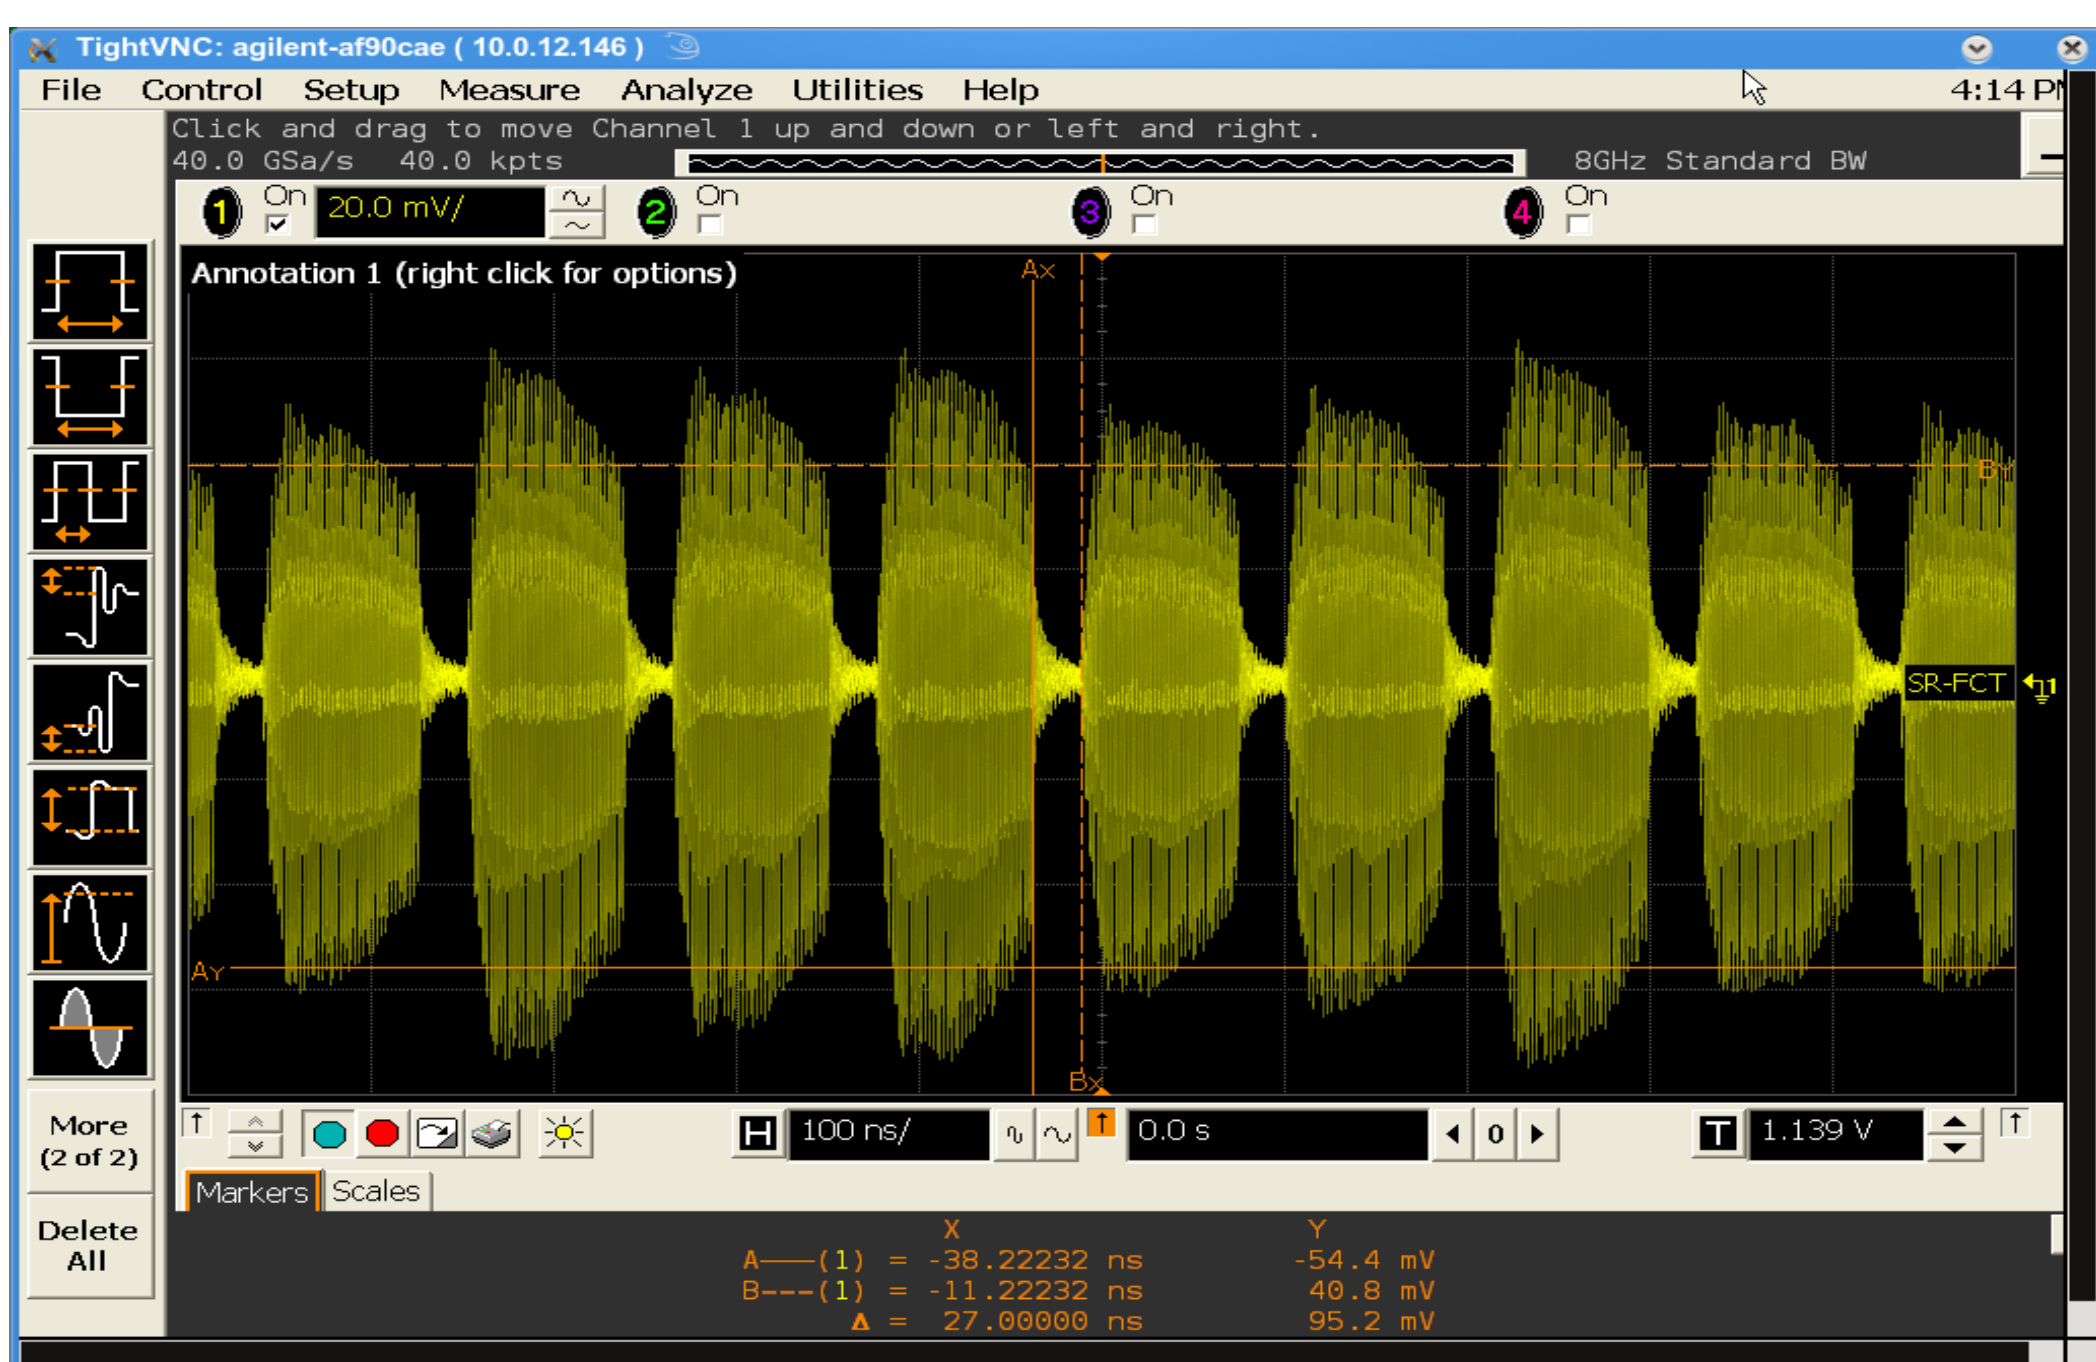 TightVNC: agilent-af90cae ( 10.0.12.146 )
File Control Setup Measure Analyze Utilities Help 4:14 P
Click and drag to move Channel 1 up and down or left and right.
40.0 GSa/s 40.0 kpts 8GHz Standard BW
1 On 20.0 mV/ 2 On 3 On 4 On
Annotation 1 (right click for options)
Ax
By
SR-FCT
1
Ay
Bx
More
(2 of 2)
Delete
All
H 100 ns/ 0.0 s 0 T 1.139 V
Markers Scales
X Y
A———(1) = -38.22232 ns -54.4 mV
B---(1) = -11.22232 ns 40.8 mV
Δ = 27.00000 ns 95.2 mV